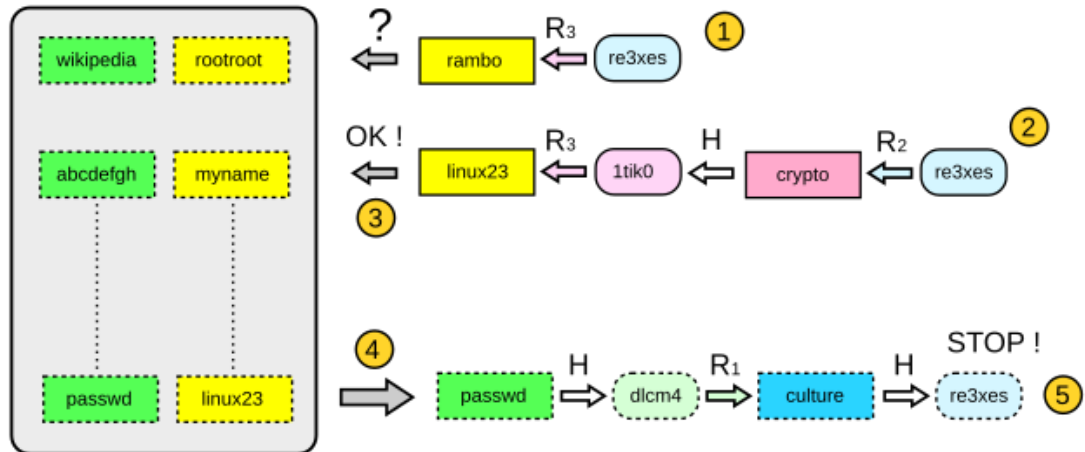 wikipedia rootroot ? rambo R3 re3xes 1
abcdefgh myname OK ! linux23 R3 1tik0 H crypto R2 re3xes 2
3
4 STOP !
passwd linux23 passwd H dlcm4 R1 culture H re3xes 5